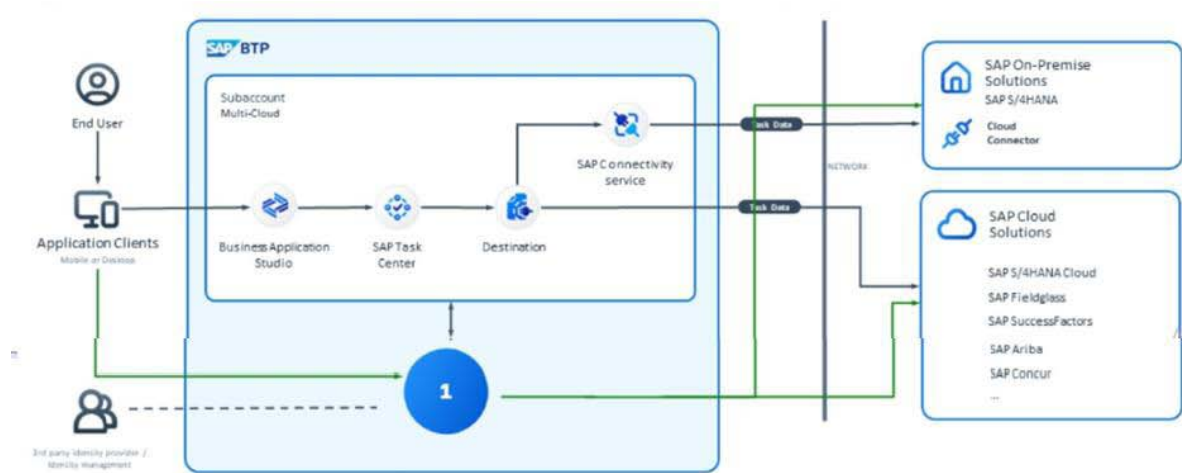 SAP BTP
Subaccount
Multi-Cloud
End User
Application Clients
Mobile or Desktop
Business Application
Studio
SAP Task
Center
Destination
SAP Connectivity
service
Task Data
Task Data
NETWORK
SAP On-Premise
Solutions
SAP S/4HANA
Cloud
Connector
SAP Cloud
Solutions
SAP S/4HANA Cloud
SAP Fieldglass
SAP SuccessFactors
SAP Ariba
SAP Concur
...
1
3rd party identity provider /
Identity management